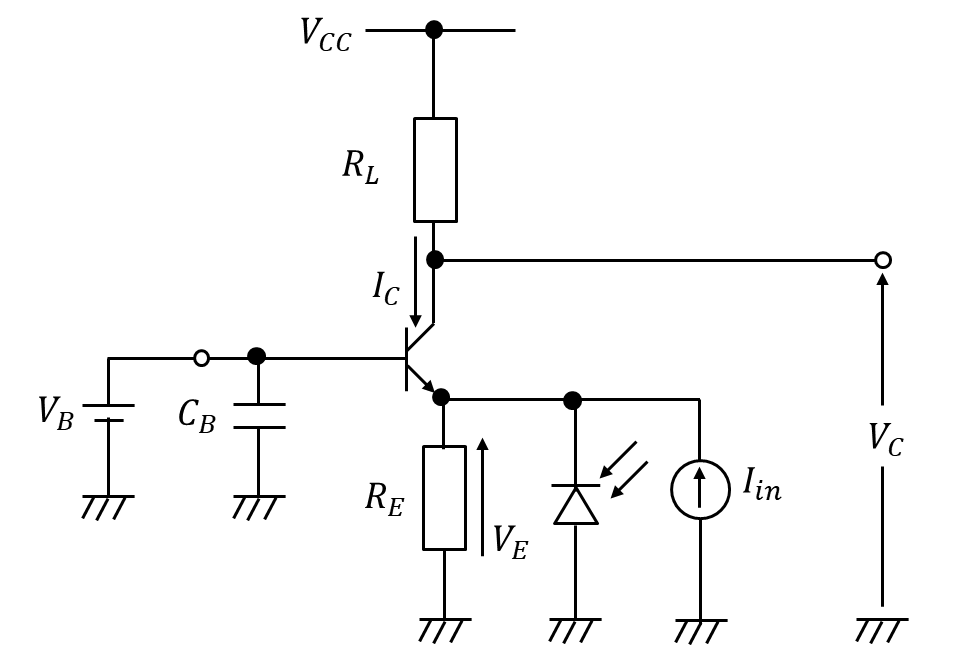 V_CC
R_L
I_C
V_B
C_B
R_E
V_E
I_in
V_C